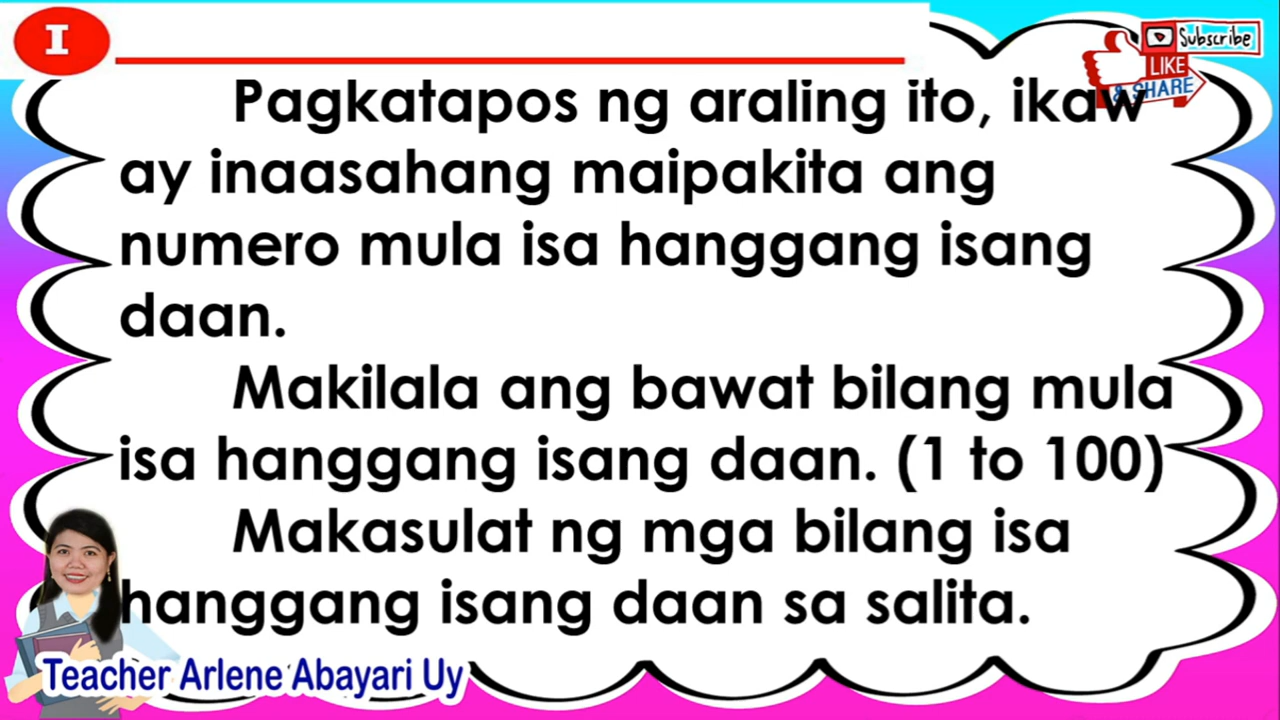 I
Subscribe
LIKE
& SHARE
Pagkatapos ng araling ito, ikaw
ay inaasahang maipakita ang
numero mula isa hanggang isang
daan.
Makilala ang bawat bilang mula
isa hanggang isang daan. (1 to 100)
Makasulat ng mga bilang isa
hanggang isang daan sa salita.
Teacher Arlene Abayari Uy